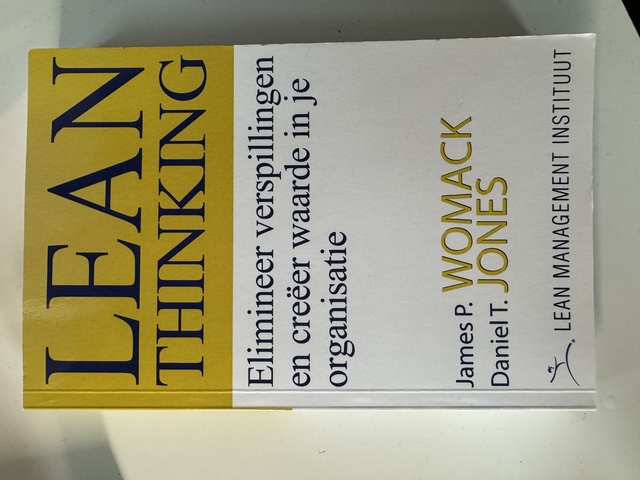 LEAN
THINKING
Elimineer verspillingen
en creëer waarde in je
organisatie
James P. WOMACK
Daniel T. JONES
LEAN MANAGEMENT INSTITUUT